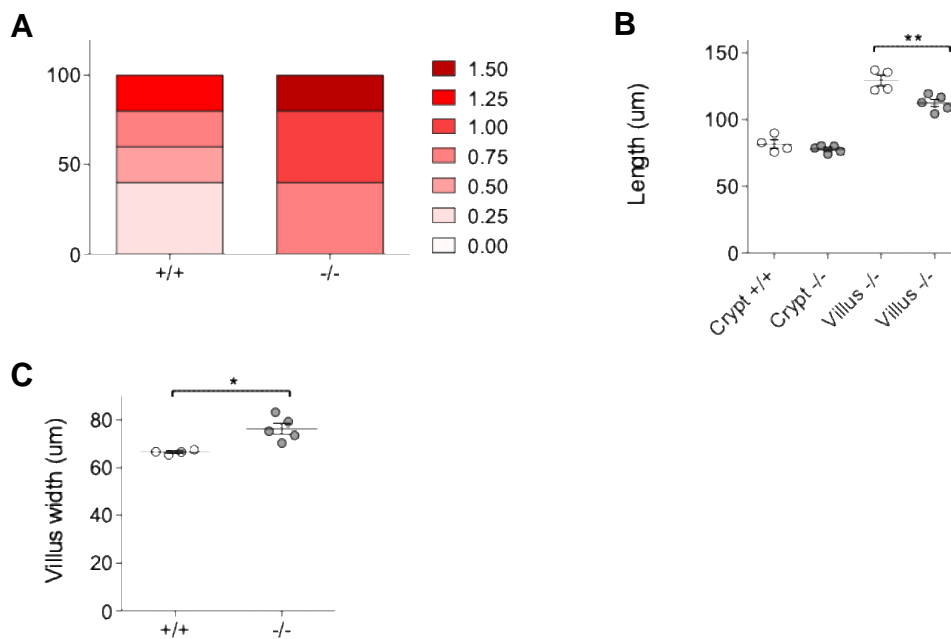 A
100
50
0
+/+
-/-
1.50
1.25
1.00
0.75
0.50
0.25
0.00
B
**
Length (um)
150
100
50
0
Crypt +/+
Crypt -/-
Villus -/-
Villus -/-
C
*
Villus width (um)
80
60
40
20
0
+/+
-/-